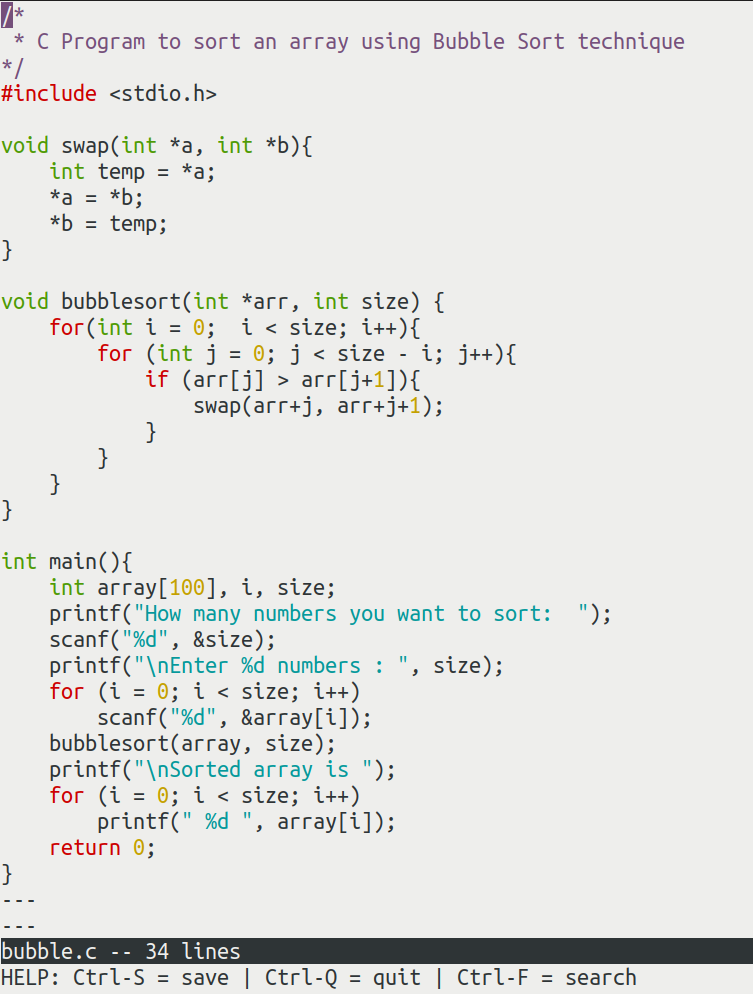 /*
 * C Program to sort an array using Bubble Sort technique
*/
#include <stdio.h>

void swap(int *a, int *b){
    int temp = *a;
    *a = *b;
    *b = temp;
}

void bubblesort(int *arr, int size) {
    for(int i = 0;  i < size; i++){
        for (int j = 0; j < size - i; j++){
            if (arr[j] > arr[j+1]){
                swap(arr+j, arr+j+1);
            }
        }
    }
}

int main(){
    int array[100], i, size;
    printf("How many numbers you want to sort:  ");
    scanf("%d", &size);
    printf("\nEnter %d numbers : ", size);
    for (i = 0; i < size; i++)
        scanf("%d", &array[i]);
    bubblesort(array, size);
    printf("\nSorted array is ");
    for (i = 0; i < size; i++)
        printf(" %d ", array[i]);
    return 0;
}
---
---
bubble.c -- 34 lines
HELP: Ctrl-S = save | Ctrl-Q = quit | Ctrl-F = search